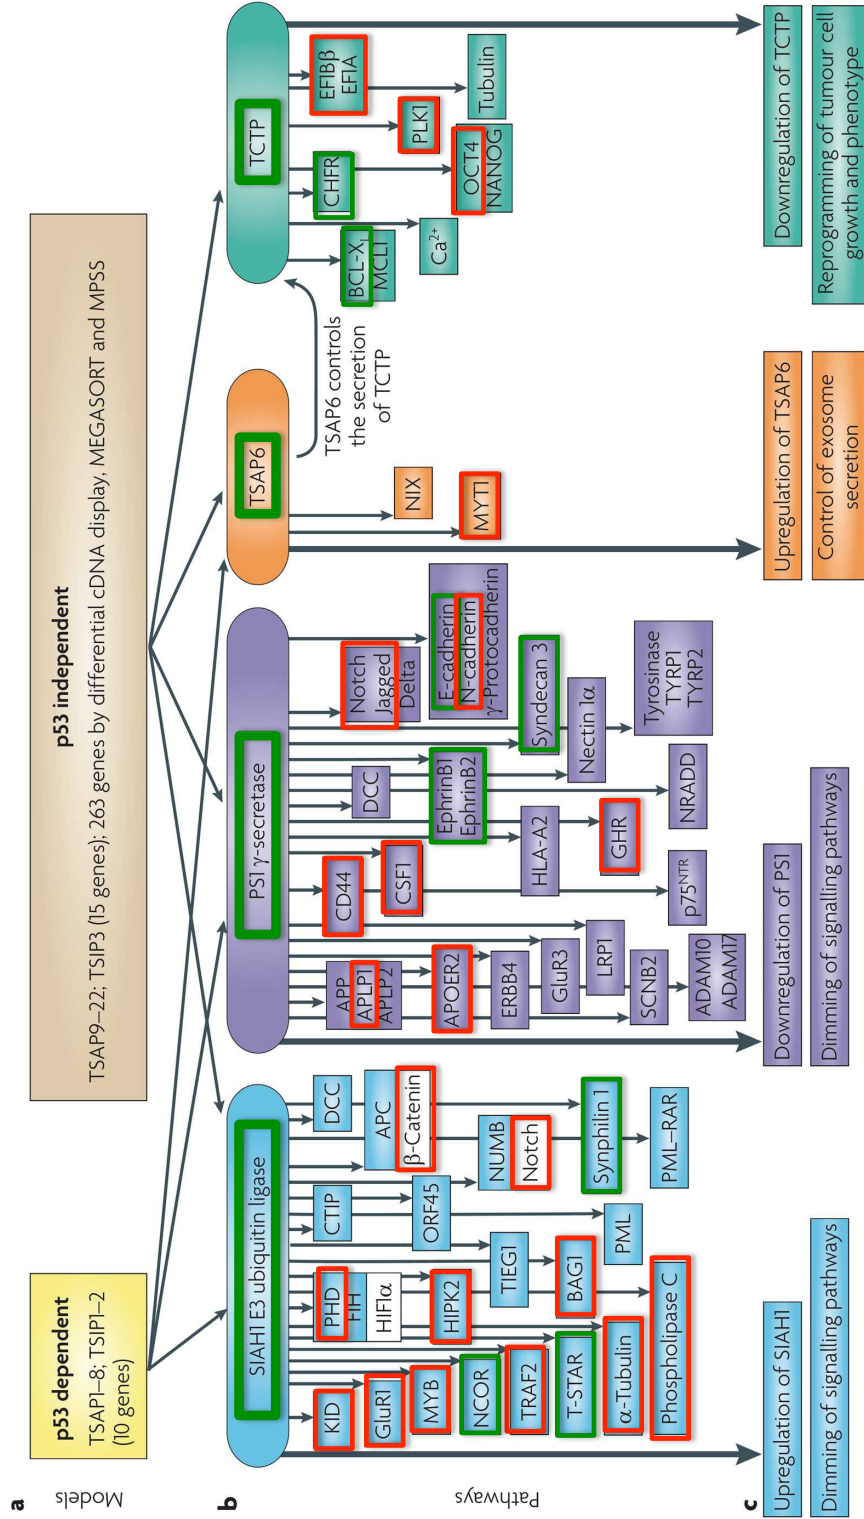 a
Models
p53 dependent
TSAP1–8; TSIP1–2
(10 genes)
p53 independent
TSAP9–22; TSIP3 (15 genes); 263 genes by differential cDNA display, MEGASORT and MPSS
b
Pathways
SIAH1 E3 ubiquitin ligase
KID
GluR1
MYB
NCOR
TRAF2
T-STAR
α-Tubulin
Phospholipase C
PHD
FIH
HIF1α
HIPK2
TIEG1
BAG1
CTIP
ORF45
PML
DCC
APC
β-Catenin
NUMB
Notch
Synphilin 1
PML–RAR
PS1 γ-secretase
APP
APLP1
APLP2
APOER2
ERBB4
GluR3
LRP1
SCNB2
ADAM10
ADAM17
CD44
CSF1
DCC
EphrinB1
EphrinB2
HLA-A2
GHR
p75NTR
NRADD
Notch
Jagged
Delta
E-cadherin
N-cadherin
γ-Protocadherin
Syndecan 3
Nectin 1α
Tyrosinase
TYRP1
TYRP2
TSAP6
NIX
MYT1
TSAP6 controls
the secretion
of TCTP
TCTP
BCL-XL
MCL1
CHFR
Ca2+
OCT4
NANOG
PLK1
EF1Bβ
EF1A
Tubulin
c
Upregulation of SIAH1
Dimming of signalling pathways
Downregulation of PS1
Dimming of signalling pathways
Upregulation of TSAP6
Control of exosome
secretion
Downregulation of TCTP
Reprogramming of tumour cell
growth and phenotype